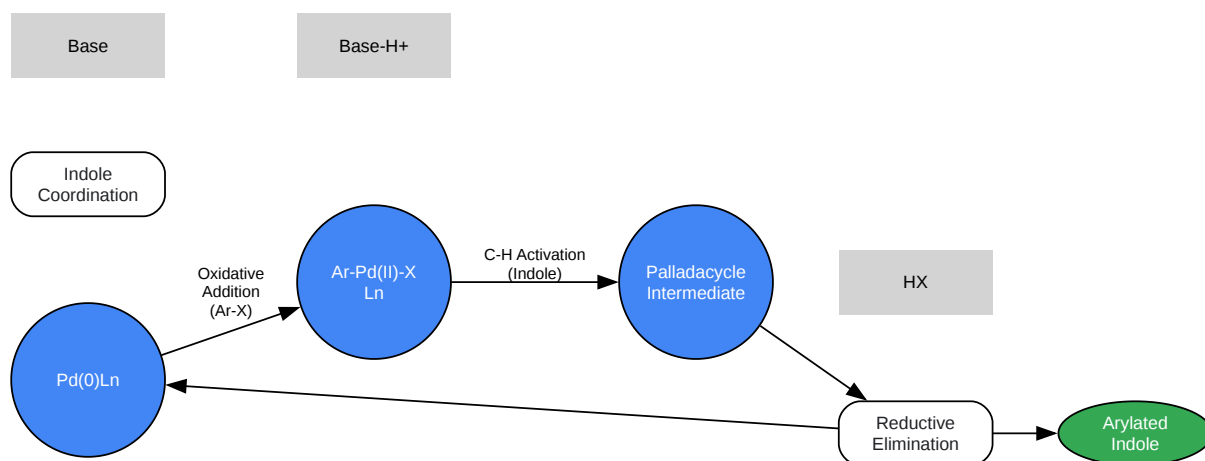 Base
Base-H+
Indole
Coordination
Oxidative
Addition
(Ar-X)
Ar-Pd(II)-X
Ln
C-H Activation
(Indole)
Palladacycle
Intermediate
HX
Pd(0)Ln
Reductive
Elimination
Arylated
Indole